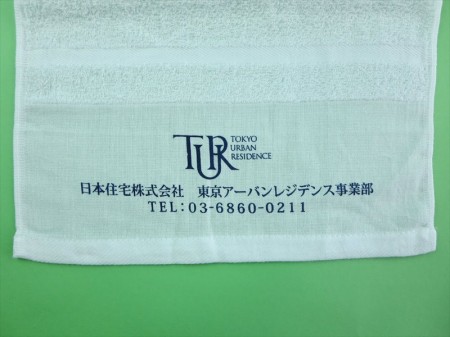 TUR
TOKYO
URBAN
RESIDENCE
日本住宅株式会社　東京アーバンレジデンス事業部
TEL:03-6860-0211